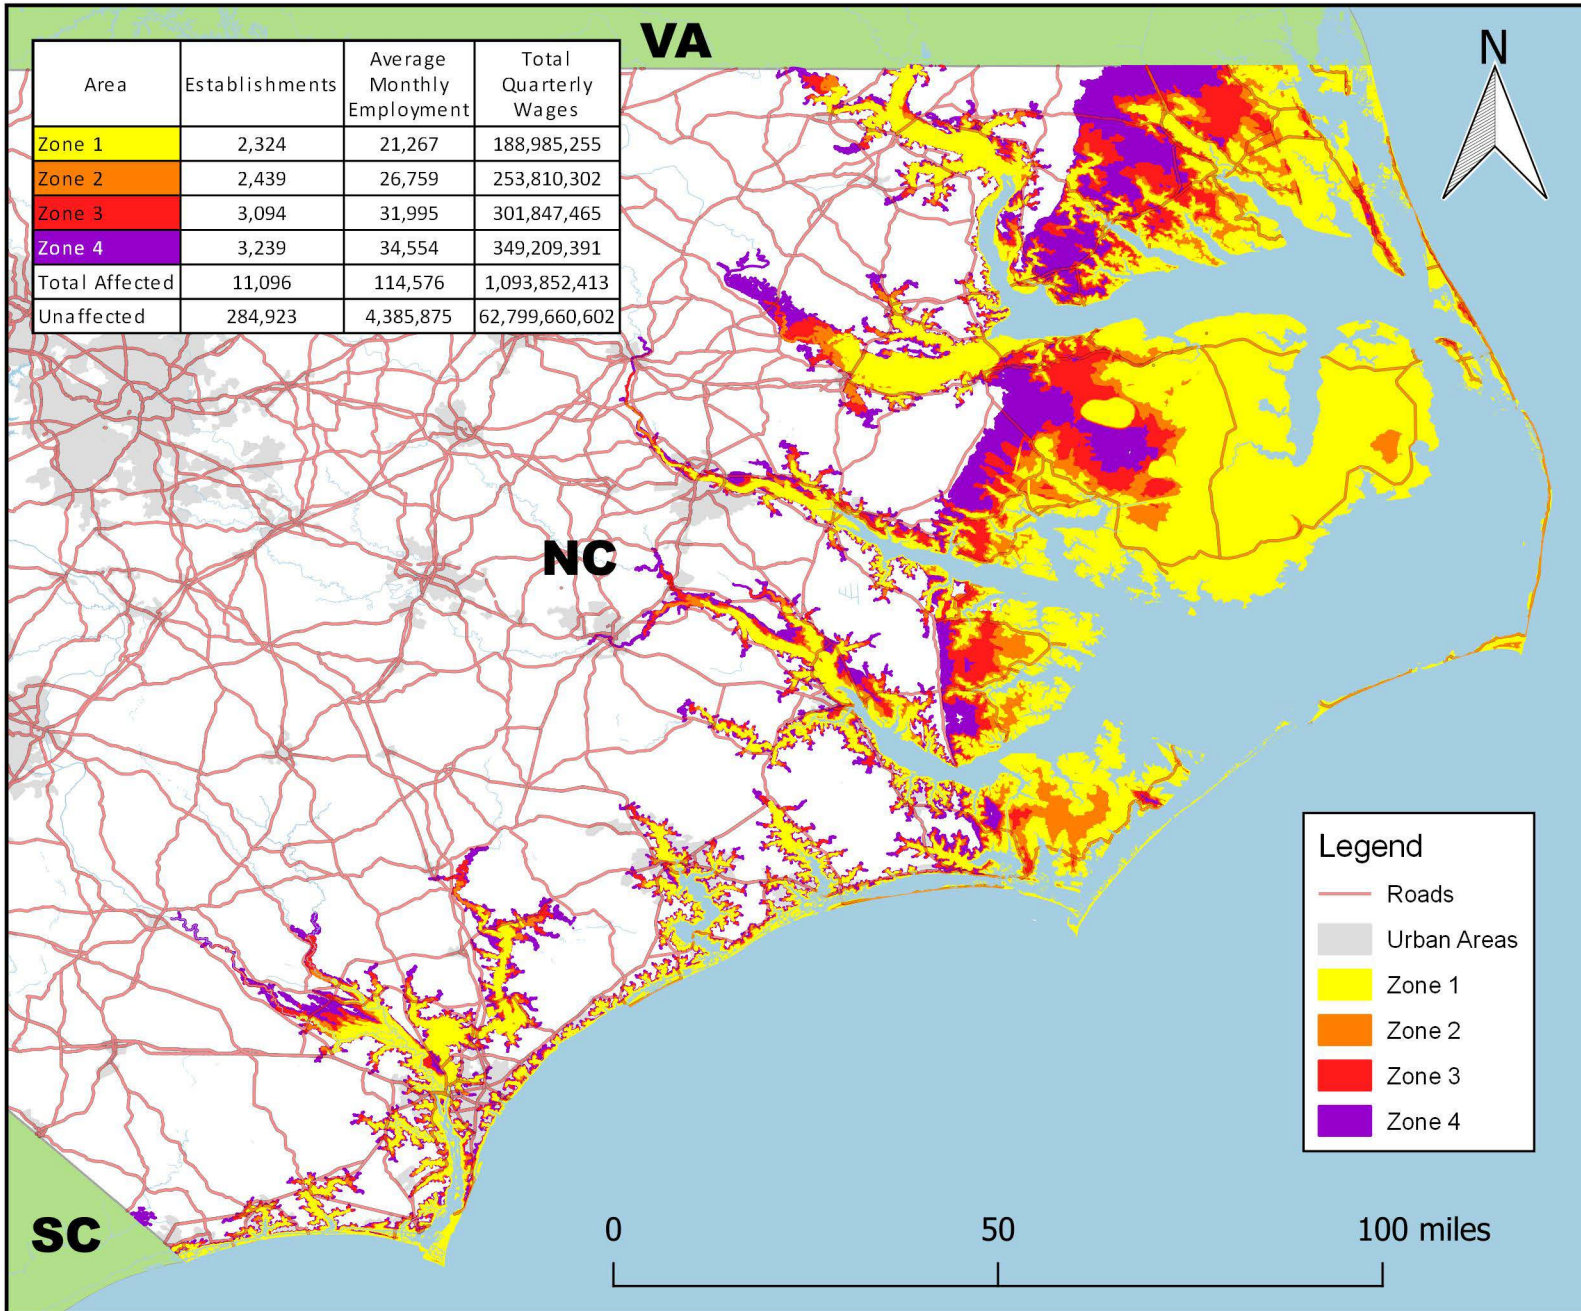 VA
N
Area Establishments Average Monthly Employment Total Quarterly Wages
Zone 1 2,324 21,267 188,985,255
Zone 2 2,439 26,759 253,810,302
Zone 3 3,094 31,995 301,847,465
Zone 4 3,239 34,554 349,209,391
Total Affected 11,096 114,576 1,093,852,413
Unaffected 284,923 4,385,875 62,799,660,602
NC
Legend
Roads
Urban Areas
Zone 1
Zone 2
Zone 3
Zone 4
SC
0 50 100 miles